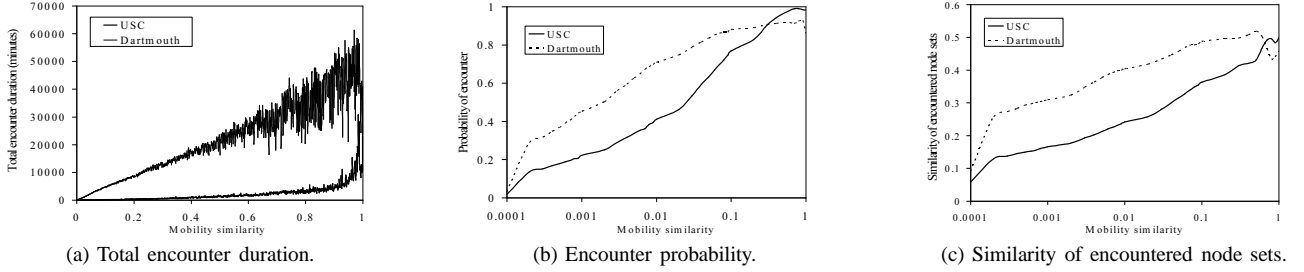 70000
60000
50000
40000
30000
20000
10000
0
Total encounter duration (minutes)
USC
Dartmouth
0 0.2 0.4 0.6 0.8 1
Mobility similarity
(a) Total encounter duration.
1
0.8
0.6
0.4
0.2
0
Probability of encounter
USC
Dartmouth
0.0001 0.001 0.01 0.1 1
Mobility similarity
(b) Encounter probability.
0.6
0.5
0.4
0.3
0.2
0.1
0
Similarity of encountered node sets
USC
Dartmouth
0.0001 0.001 0.01 0.1 1
Mobility similarity
(c) Similarity of encountered node sets.